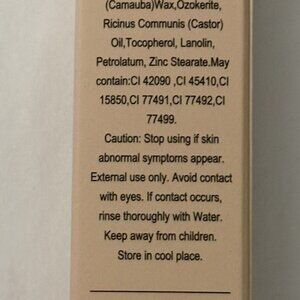 (Camauba)Wax,Ozokerite,
Ricinus Communis (Castor)
Oil,Tocopherol, Lanolin,
Petrolatum, Zinc Stearate.May
contain:CI 42090 ,CI 45410,CI
15850,CI 77491,CI 77492,CI
77499.
Caution: Stop using if skin
abnormal symptoms appear.
External use only. Avoid contact
with eyes. If contact occurs,
rinse thoroughly with Water.
Keep away from children.
Store in cool place.